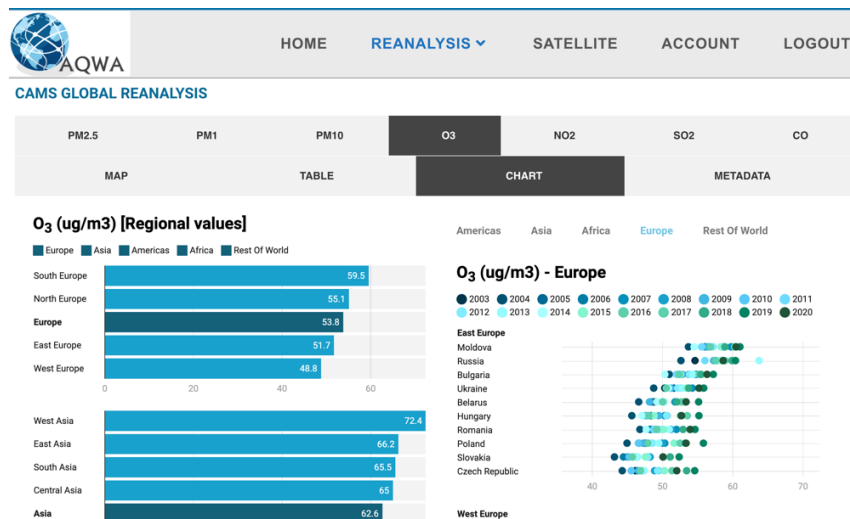 AQWA
HOME REANALYSIS SATELLITE ACCOUNT LOGOUT
CAMS GLOBAL REANALYSIS
PM2.5 PM1 PM10 O3 NO2 SO2 CO
MAP TABLE CHART METADATA
O3 (ug/m3) [Regional values]
Europe Asia Americas Africa Rest Of World
South Europe 59.5
North Europe 55.1
Europe 53.8
East Europe 51.7
West Europe 48.8
0 20 40 60
West Asia 72.4
East Asia 66.2
South Asia 65.5
Central Asia 65
Asia 62.6
Americas Asia Africa Europe Rest Of World
O3 (ug/m3) - Europe
2003 2004 2005 2006 2007 2008 2009 2010 2011
2012 2013 2014 2015 2016 2017 2018 2019 2020
East Europe
Moldova
Russia
Bulgaria
Ukraine
Belarus
Hungary
Romania
Poland
Slovakia
Czech Republic
40 50 60 70
West Europe